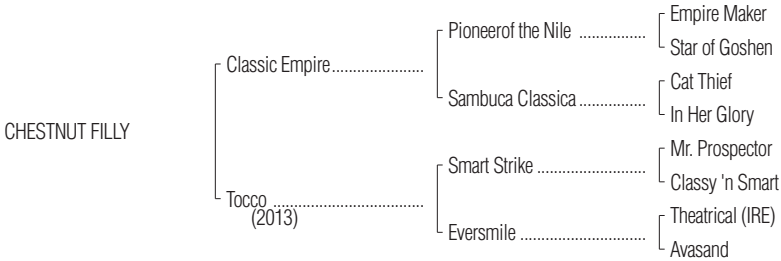 Empire Maker
Pioneerof the Nile ................
Star of Goshen
Classic Empire......................
Cat Thief
Sambuca Classica ................
In Her Glory
CHESTNUT FILLY
Mr. Prospector
Smart Strike ..........................
Classy 'n Smart
Tocco ....................................
(2013)
Theatrical (IRE)
Eversmile ..............................
Avasand